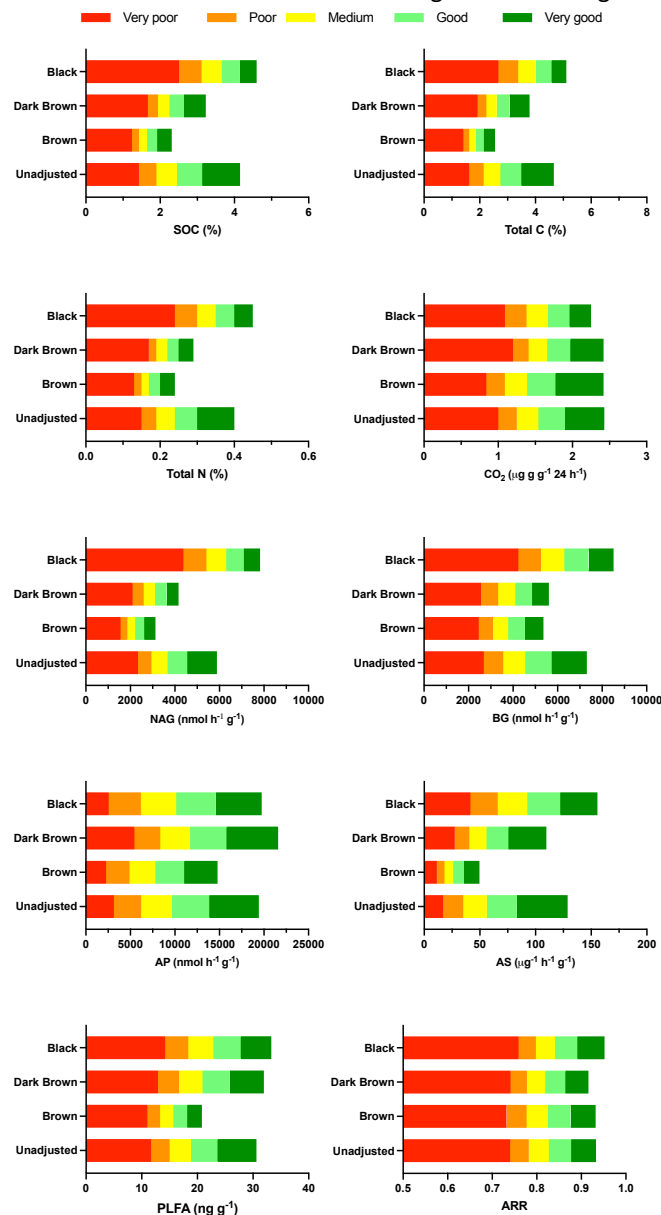 Very poor Poor Medium Good Very good
Black
Dark Brown
Brown
Unadjusted
0 2 4 6
SOC (%)
Black
Dark Brown
Brown
Unadjusted
0 2 4 6 8
Total C (%)
Black
Dark Brown
Brown
Unadjusted
0.0 0.2 0.4 0.6
Total N (%)
Black
Dark Brown
Brown
Unadjusted
0 1 2 3
CO₂ (µg g g⁻¹ 24 h⁻¹)
Black
Dark Brown
Brown
Unadjusted
0 2000 4000 6000 8000 10000
NAG (nmol h⁻¹ g⁻¹)
Black
Dark Brown
Brown
Unadjusted
0 2000 4000 6000 8000 10000
BG (nmol h⁻¹ g⁻¹)
Black
Dark Brown
Brown
Unadjusted
0 5000 10000 15000 20000 25000
AP (nmol h⁻¹ g⁻¹)
Black
Dark Brown
Brown
Unadjusted
0 50 100 150 200
AS (µg⁻¹ h⁻¹ g⁻¹)
Black
Dark Brown
Brown
Unadjusted
0 10 20 30 40
PLFA (ng g⁻¹)
Black
Dark Brown
Brown
Unadjusted
0.5 0.6 0.7 0.8 0.9 1.0
ARR